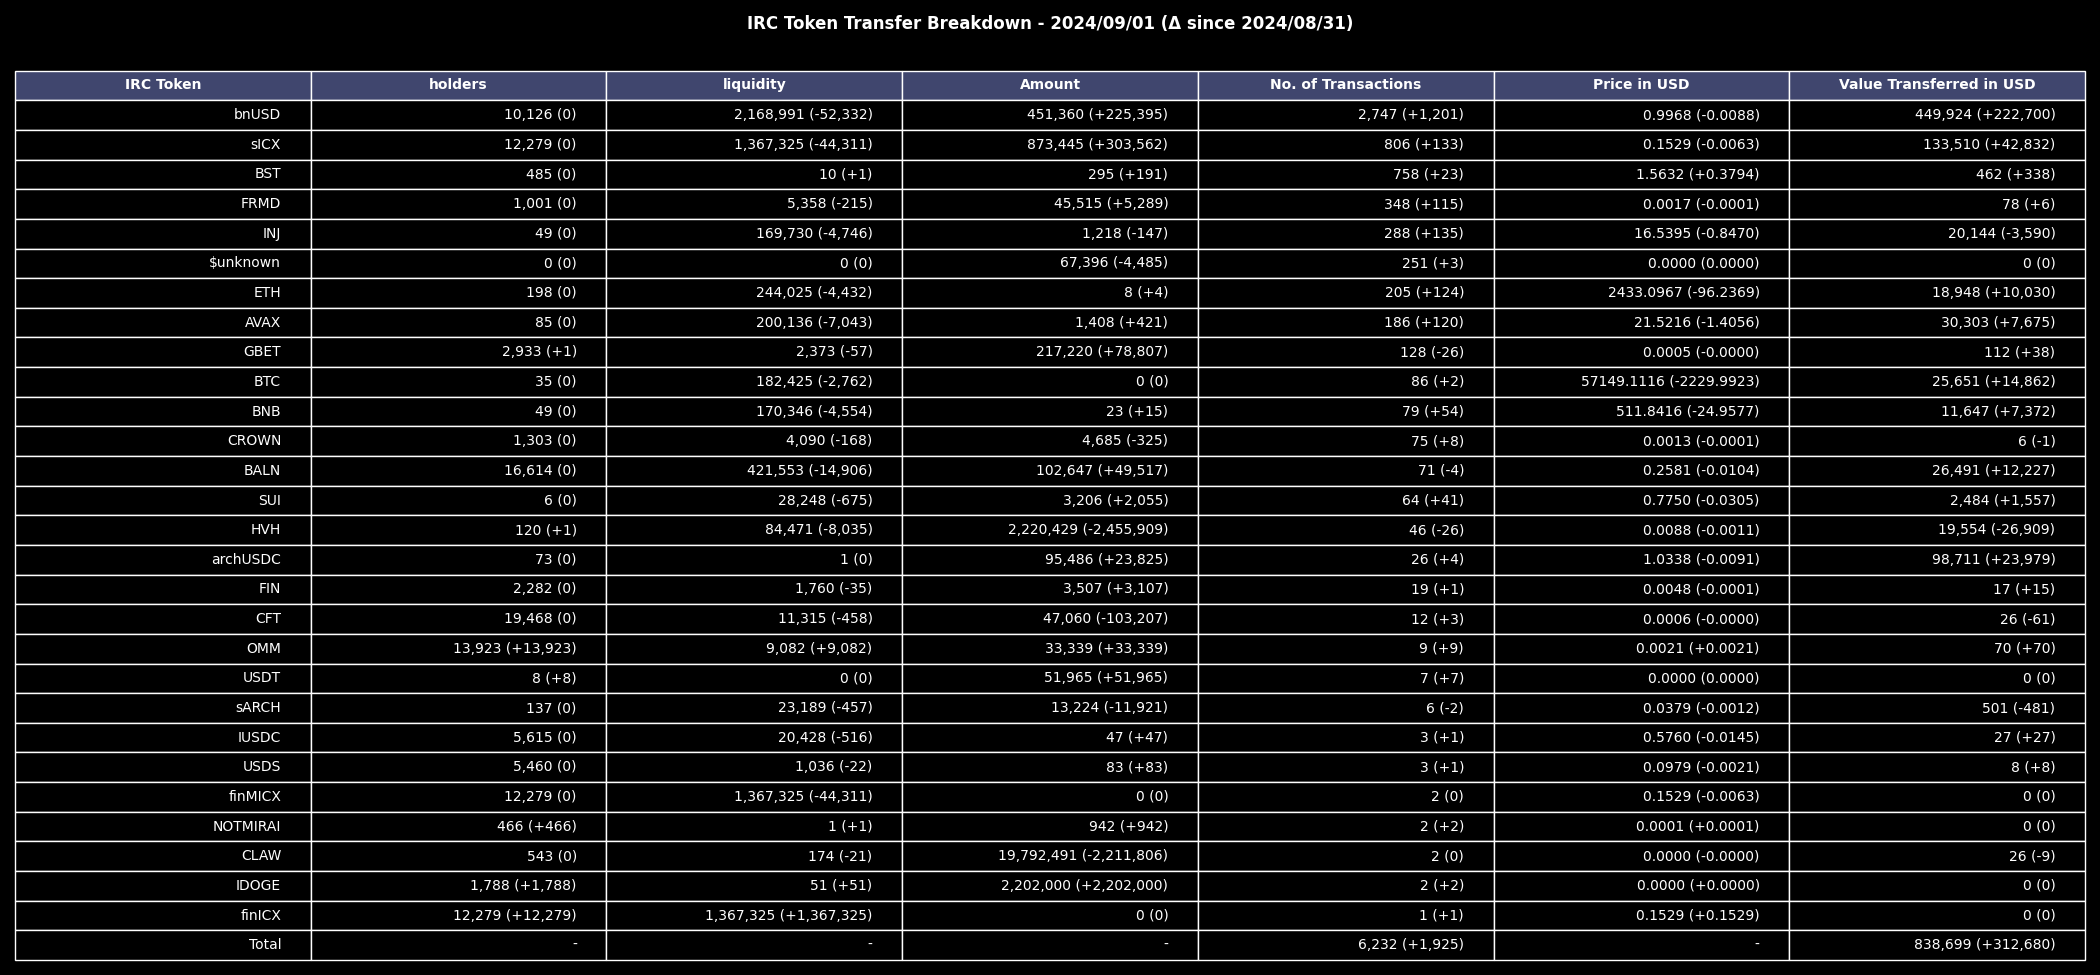 IRC Token Transfer Breakdown - 2024/09/01 (Δ since 2024/08/31)
IRC Token holders liquidity Amount No. of Transactions Price in USD Value Transferred in USD
bnUSD 10,126 (0) 2,168,991 (-52,332) 451,360 (+225,395) 2,747 (+1,201) 0.9968 (-0.0088) 449,924 (+222,700)
sICX 12,279 (0) 1,367,325 (-44,311) 873,445 (+303,562) 806 (+133) 0.1529 (-0.0063) 133,510 (+42,832)
BST 485 (0) 10 (+1) 295 (+191) 758 (+23) 1.5632 (+0.3794) 462 (+338)
FRMD 1,001 (0) 5,358 (-215) 45,515 (+5,289) 348 (+115) 0.0017 (-0.0001) 78 (+6)
INJ 49 (0) 169,730 (-4,746) 1,218 (-147) 288 (+135) 16.5395 (-0.8470) 20,144 (-3,590)
$unknown 0 (0) 0 (0) 67,396 (-4,485) 251 (+3) 0.0000 (0.0000) 0 (0)
ETH 198 (0) 244,025 (-4,432) 8 (+4) 205 (+124) 2433.0967 (-96.2369) 18,948 (+10,030)
AVAX 85 (0) 200,136 (-7,043) 1,408 (+421) 186 (+120) 21.5216 (-1.4056) 30,303 (+7,675)
GBET 2,933 (+1) 2,373 (-57) 217,220 (+78,807) 128 (-26) 0.0005 (-0.0000) 112 (+38)
BTC 35 (0) 182,425 (-2,762) 0 (0) 86 (+2) 57149.1116 (-2229.9923) 25,651 (+14,862)
BNB 49 (0) 170,346 (-4,554) 23 (+15) 79 (+54) 511.8416 (-24.9577) 11,647 (+7,372)
CROWN 1,303 (0) 4,090 (-168) 4,685 (-325) 75 (+8) 0.0013 (-0.0001) 6 (-1)
BALN 16,614 (0) 421,553 (-14,906) 102,647 (+49,517) 71 (-4) 0.2581 (-0.0104) 26,491 (+12,227)
SUI 6 (0) 28,248 (-675) 3,206 (+2,055) 64 (+41) 0.7750 (-0.0305) 2,484 (+1,557)
HVH 120 (+1) 84,471 (-8,035) 2,220,429 (-2,455,909) 46 (-26) 0.0088 (-0.0011) 19,554 (-26,909)
archUSDC 73 (0) 1 (0) 95,486 (+23,825) 26 (+4) 1.0338 (-0.0091) 98,711 (+23,979)
FIN 2,282 (0) 1,760 (-35) 3,507 (+3,107) 19 (+1) 0.0048 (-0.0001) 17 (+15)
CFT 19,468 (0) 11,315 (-458) 47,060 (-103,207) 12 (+3) 0.0006 (-0.0000) 26 (-61)
OMM 13,923 (+13,923) 9,082 (+9,082) 33,339 (+33,339) 9 (+9) 0.0021 (+0.0021) 70 (+70)
USDT 8 (+8) 0 (0) 51,965 (+51,965) 7 (+7) 0.0000 (0.0000) 0 (0)
sARCH 137 (0) 23,189 (-457) 13,224 (-11,921) 6 (-2) 0.0379 (-0.0012) 501 (-481)
IUSDC 5,615 (0) 20,428 (-516) 47 (+47) 3 (+1) 0.5760 (-0.0145) 27 (+27)
USDS 5,460 (0) 1,036 (-22) 83 (+83) 3 (+1) 0.0979 (-0.0021) 8 (+8)
finMICX 12,279 (0) 1,367,325 (-44,311) 0 (0) 2 (0) 0.1529 (-0.0063) 0 (0)
NOTMIRAI 466 (+466) 1 (+1) 942 (+942) 2 (+2) 0.0001 (+0.0001) 0 (0)
CLAW 543 (0) 174 (-21) 19,792,491 (-2,211,806) 2 (0) 0.0000 (-0.0000) 26 (-9)
IDOGE 1,788 (+1,788) 51 (+51) 2,202,000 (+2,202,000) 2 (+2) 0.0000 (+0.0000) 0 (0)
finICX 12,279 (+12,279) 1,367,325 (+1,367,325) 0 (0) 1 (+1) 0.1529 (+0.1529) 0 (0)
Total - - - 6,232 (+1,925) - 838,699 (+312,680)